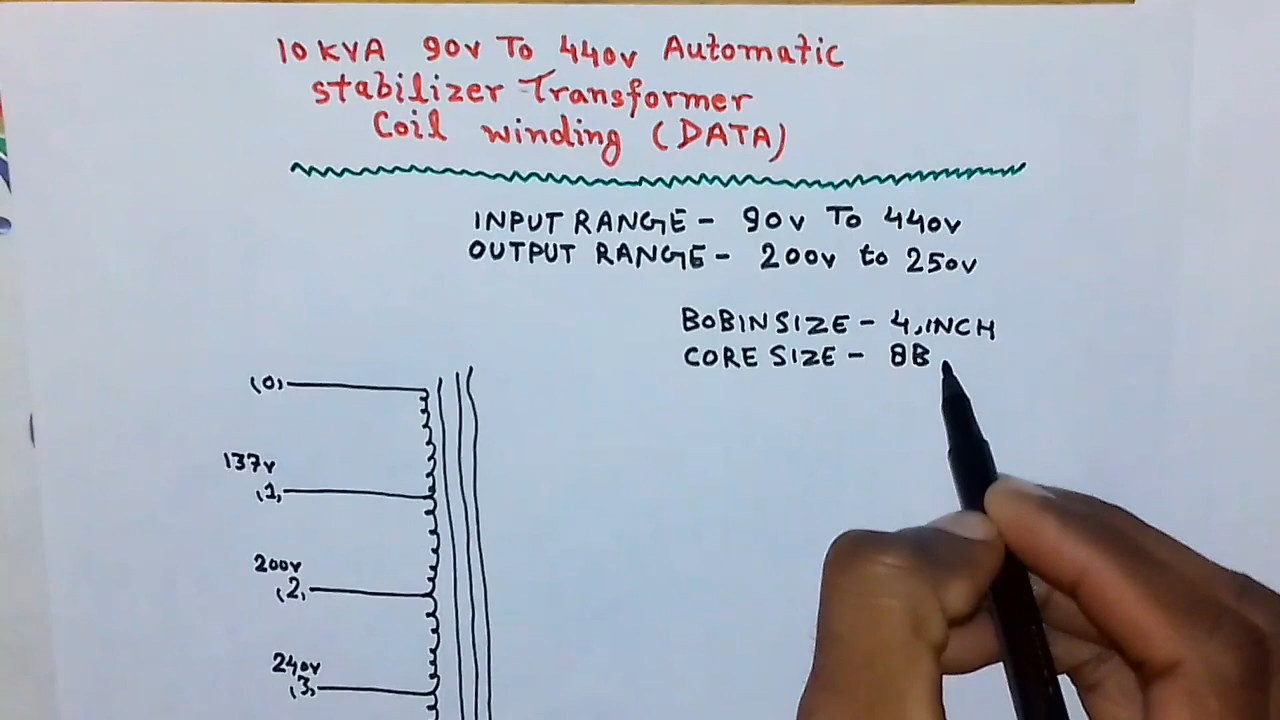 10 KVA 90v To 440v Automatic
stabilizer Transformer
Coil winding (DATA)
INPUT RANGE - 90v To 440v
OUTPUT RANGE - 200v to 250v
BOBIN SIZE - 4, INCH
CORE SIZE - 8B
(0)
137v
(1)
200v
(2)
240v
(3)